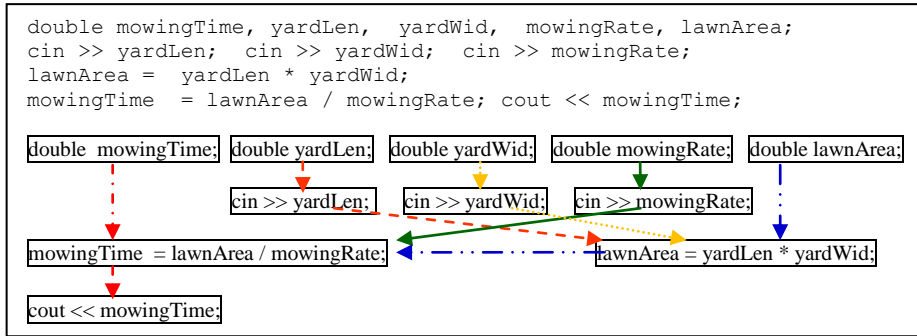 double mowingTime, yardLen, yardWid, mowingRate, lawnArea;
cin >> yardLen; cin >> yardWid; cin >> mowingRate;
lawnArea = yardLen * yardWid;
mowingTime = lawnArea / mowingRate; cout << mowingTime;
double mowingTime; double yardLen; double yardWid; double mowingRate; double lawnArea;
cin >> yardLen; cin >> yardWid; cin >> mowingRate;
mowingTime = lawnArea / mowingRate; lawnArea = yardLen * yardWid;
cout << mowingTime;